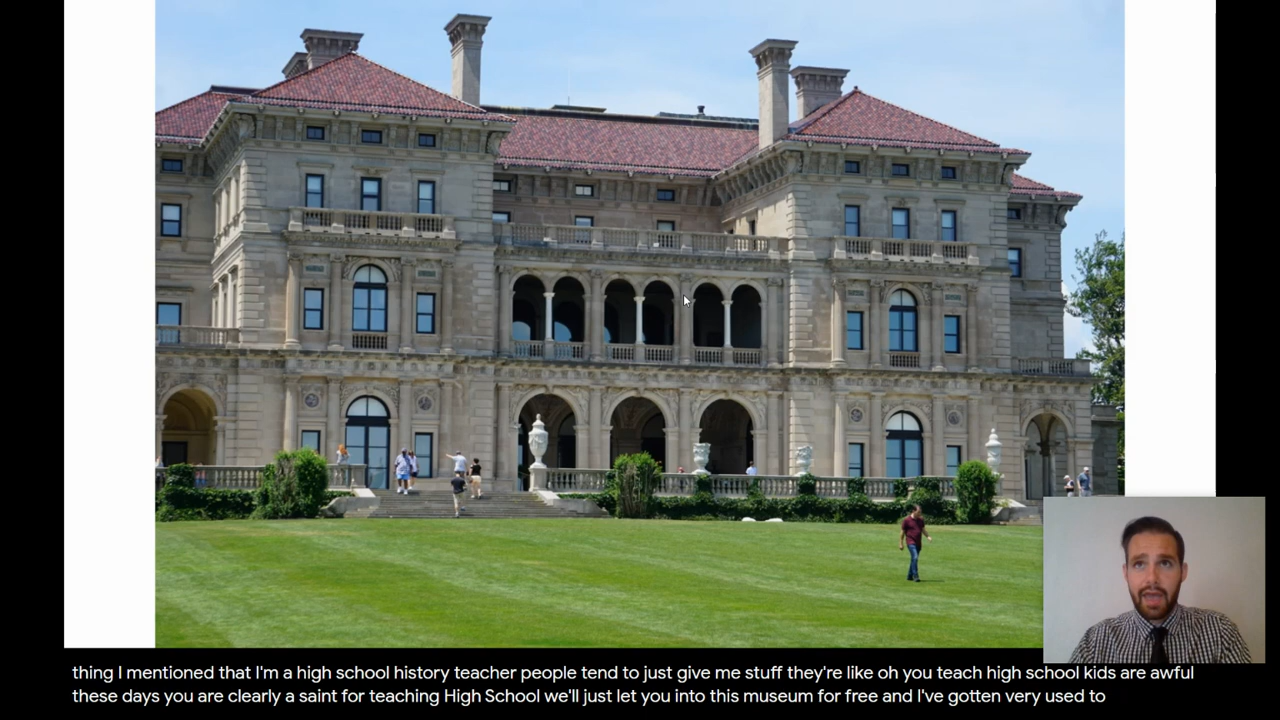 thing I mentioned that I'm a high school history teacher people tend to just give me stuff they're like oh you teach high school kids are awful
these days you are clearly a saint for teaching High School we'll just let you into this museum for free and I've gotten very used to